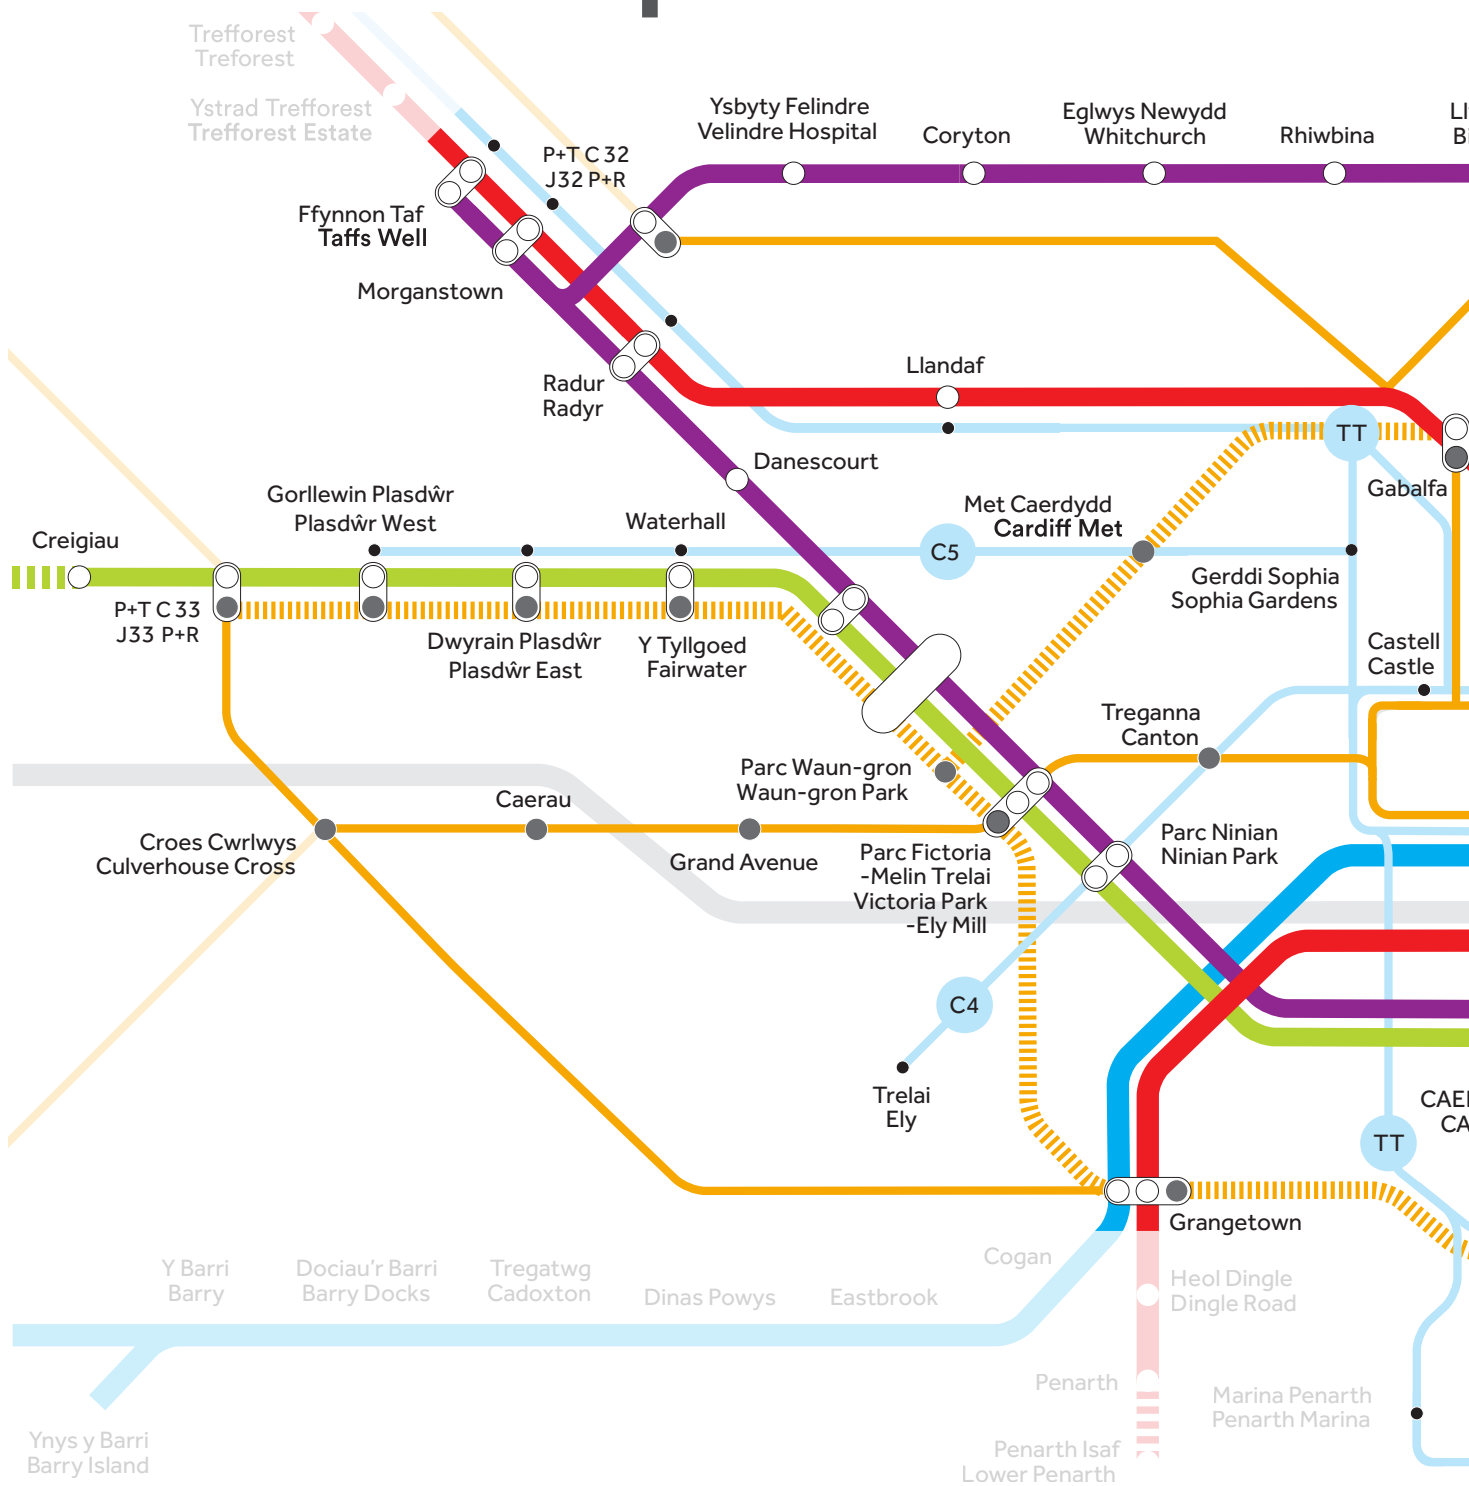 Trefforest
Treforest
Ystrad Trefforest
Trefforest Estate
P+T C 32
J32 P+R
Ysbyty Felindre
Velindre Hospital
Coryton
Eglwys Newydd
Whitchurch
Rhiwbina
Ffynnon Taf
Taffs Well
Morganstown
Radur
Radyr
Llandaf
TT
Gabalfa
Danescourt
Gorllewin Plasdŵr
Plasdŵr West
Waterhall
Creigiau
Met Caerdydd
Cardiff Met
C5
Gerddi Sophia
Sophia Gardens
P+T C 33
J33 P+R
Dwyrain Plasdŵr
Plasdŵr East
Y Tyllgoed
Fairwater
Castell
Castle
Treganna
Canton
Parc Waun-gron
Waun-gron Park
Caerau
Croes Cwrlwys
Culverhouse Cross
Grand Avenue
Parc Fictoria
-Melin Trelai
Victoria Park
-Ely Mill
Parc Ninian
Ninian Park
C4
Trelai
Ely
CAE
CA
TT
Grangetown
Cogan
Y Barri
Barry
Dociau'r Barri
Barry Docks
Tregatwg
Cadoxton
Dinas Powys
Eastbrook
Heol Dingle
Dingle Road
Penarth
Marina Penarth
Penarth Marina
Ynys y Barri
Barry Island
Penarth Isaf
Lower Penarth